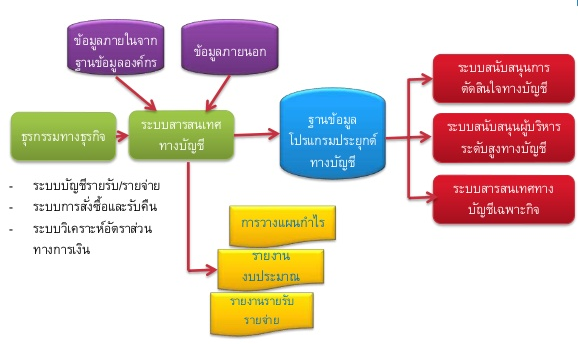 ข้อมูลภายในจาก
ฐานข้อมูลองค์กร
ข้อมูลภายนอก
ธุรกรรมทางธุรกิจ
ระบบสารสนเทศ
ทางบัญชี
ฐานข้อมูล
โปรแกรมประยุกต์
ทางบัญชี
ระบบสนับสนุนการ
ตัดสินใจทางบัญชี
ระบบสนับสนุนผู้บริหาร
ระดับสูงทางบัญชี
ระบบสารสนเทศทาง
บัญชีเฉพาะกิจ
- ระบบบัญชีรายรับ/รายจ่าย
- ระบบการสั่งซื้อและรับคืน
- ระบบวิเคราะห์อัตราส่วน
ทางการเงิน
การวางแผนกำไร
รายงาน
งบประมาณ
รายงานรายรับ
รายจ่าย